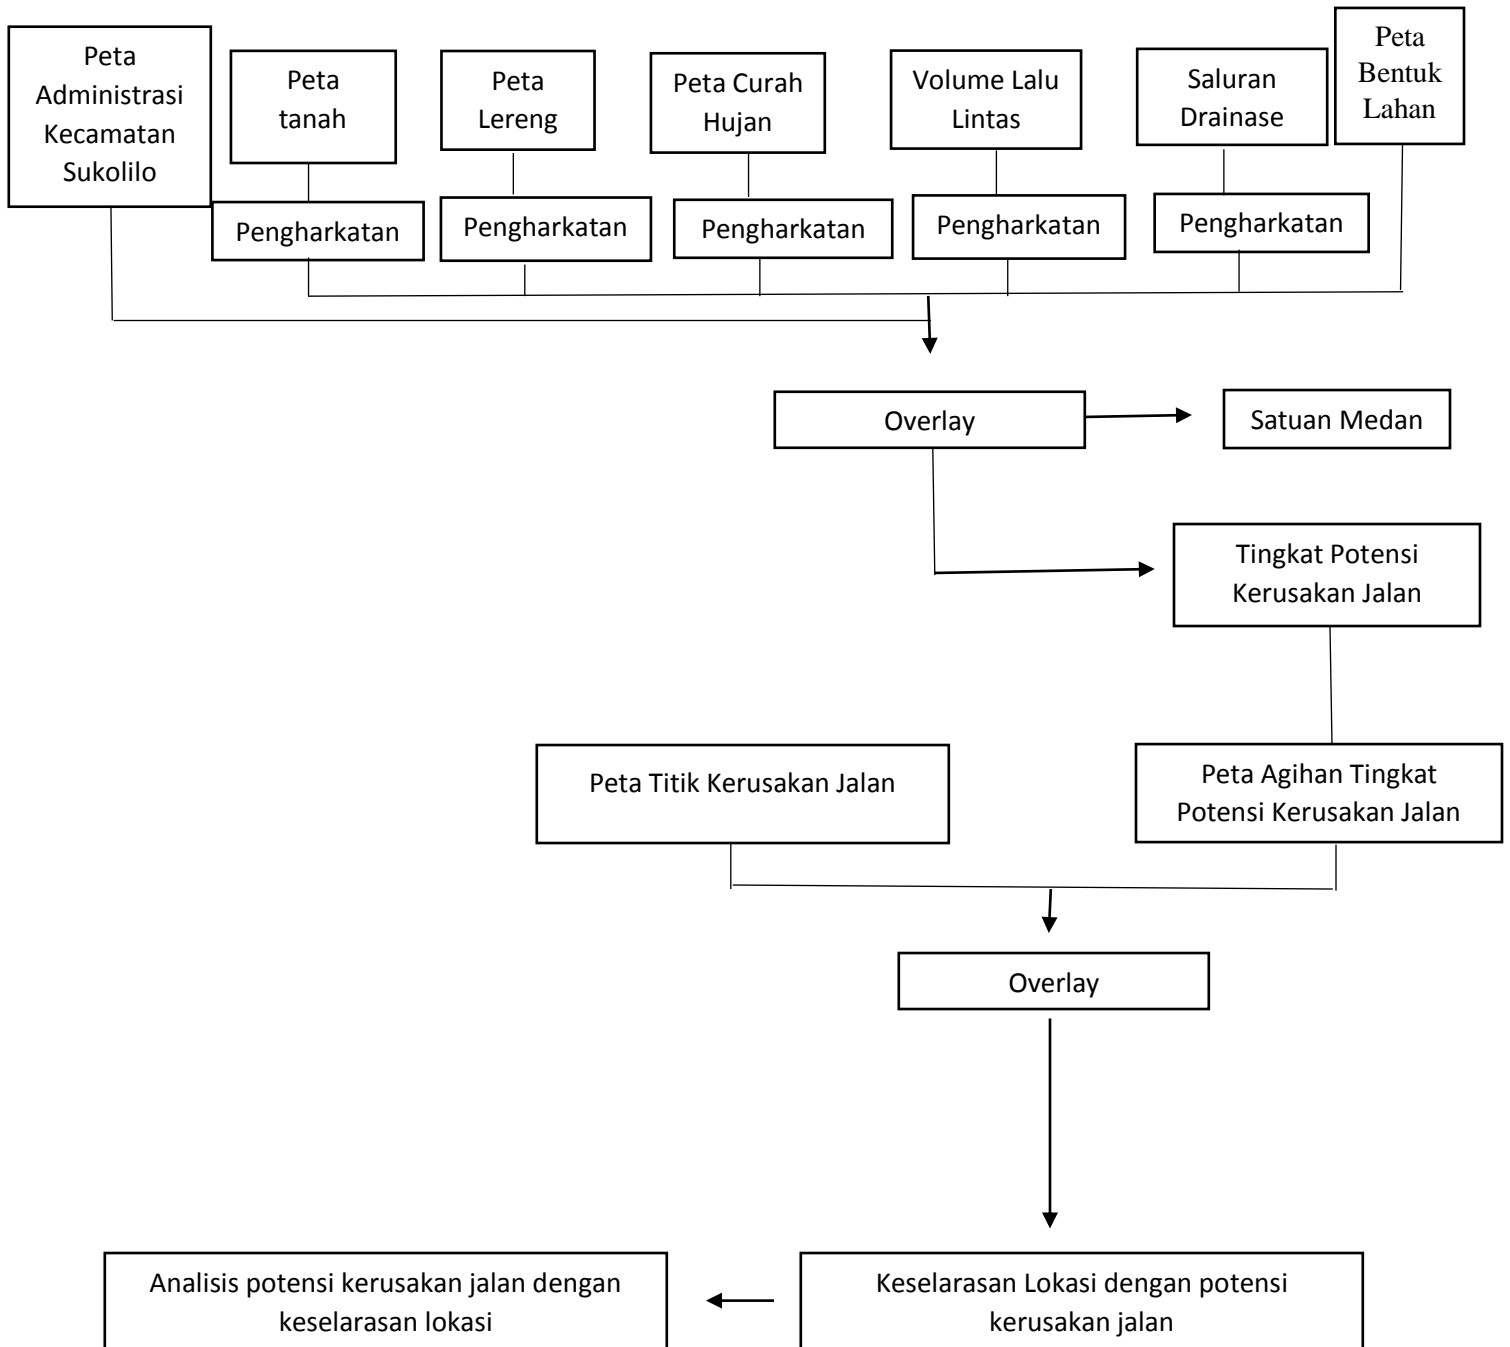 Peta
Administrasi
Kecamatan
Sukolilo
Peta
tanah
Peta
Lereng
Peta Curah
Hujan
Volume Lalu
Lintas
Saluran
Drainase
Peta
Bentuk
Lahan
Pengharkatan
Pengharkatan
Pengharkatan
Pengharkatan
Pengharkatan
Overlay
Satuan Medan
Tingkat Potensi
Kerusakan Jalan
Peta Titik Kerusakan Jalan
Peta Agihan Tingkat
Potensi Kerusakan Jalan
Overlay
Analisis potensi kerusakan jalan dengan
keselarasan lokasi
Keselarasan Lokasi dengan potensi
kerusakan jalan